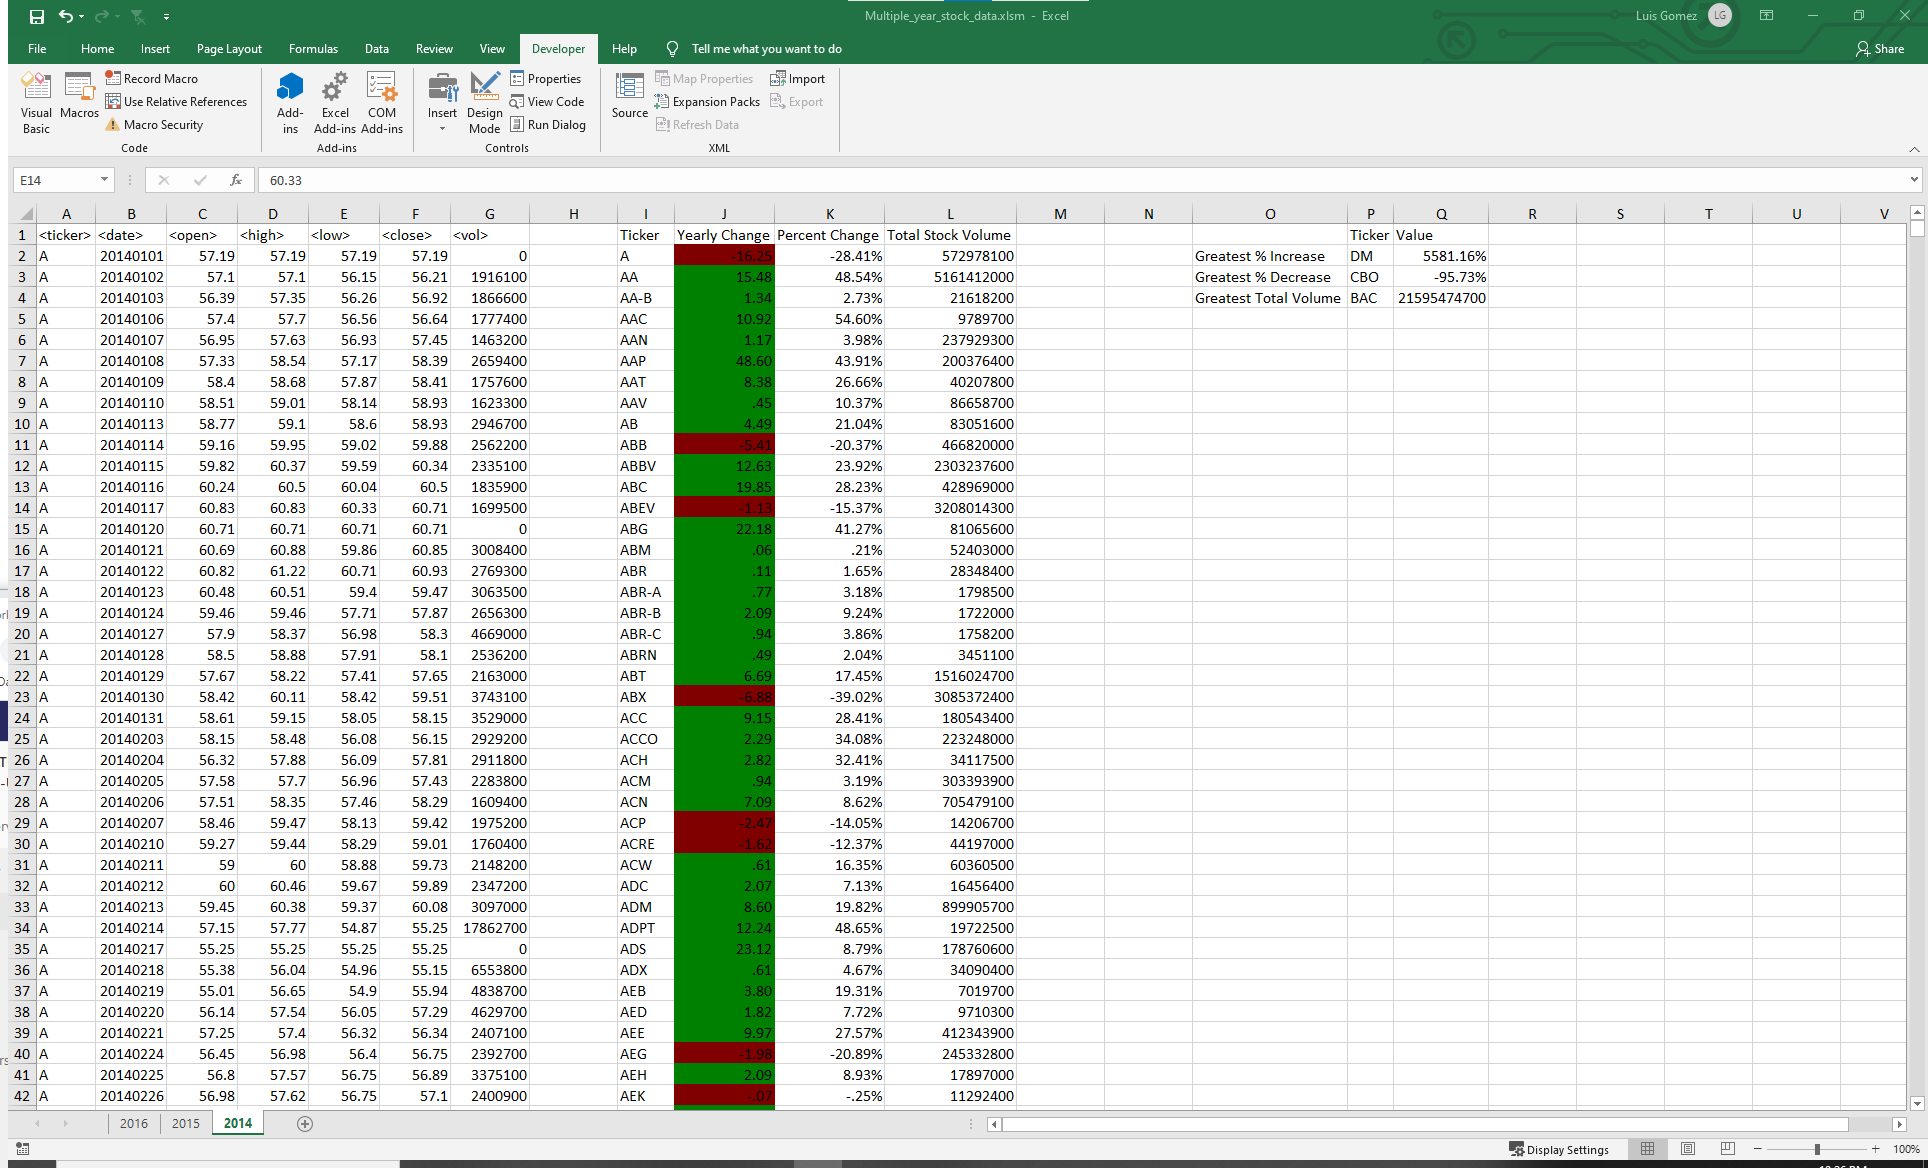 Multiple_year_stock_data.xlsm - Excel
Luis Gomez LG
File Home Insert Page Layout Formulas Data Review View Developer Help Tell me what you want to do Share
Visual Basic
Macros
Record Macro
Use Relative References
Macro Security
Code
Add-ins
Excel Add-ins
COM Add-ins
Add-ins
Insert
Design Mode
Properties
View Code
Run Dialog
Controls
Source
Map Properties
Expansion Packs
Refresh Data
Import
Export
XML
E14 fx 60.33
A B C D E F G H I J K L M N O P Q R S T U V
1 <ticker> <date> <open> <high> <low> <close> <vol> Ticker Yearly Change Percent Change Total Stock Volume Ticker Value
2 A 20140101 57.19 57.19 57.19 57.19 0 A -16.25 -28.41% 572978100 Greatest % Increase DM 5581.16%
3 A 20140102 57.1 57.1 56.15 56.21 1916100 AA 15.48 48.54% 5161412000 Greatest % Decrease CBO -95.73%
4 A 20140103 56.39 57.35 56.26 56.92 1866600 AA-B 1.34 2.73% 21618200 Greatest Total Volume BAC 21595474700
5 A 20140106 57.4 57.7 56.56 56.64 1777400 AAC 10.92 54.60% 9789700
6 A 20140107 56.95 57.63 56.93 57.45 1463200 AAN 1.17 3.98% 237929300
7 A 20140108 57.33 58.54 57.17 58.39 2659400 AAP 48.60 43.91% 200376400
8 A 20140109 58.4 58.68 57.87 58.41 1757600 AAT 8.38 26.66% 40207800
9 A 20140110 58.51 59.01 58.14 58.93 1623300 AAV .45 10.37% 86658700
10 A 20140113 58.77 59.1 58.6 58.93 2946700 AB 4.49 21.04% 83051600
11 A 20140114 59.16 59.95 59.02 59.88 2562200 ABB -5.41 -20.37% 466820000
12 A 20140115 59.82 60.37 59.59 60.34 2335100 ABBV 12.63 23.92% 2303237600
13 A 20140116 60.24 60.5 60.04 60.5 1835900 ABC 19.85 28.23% 428969000
14 A 20140117 60.83 60.83 60.33 60.71 1699500 ABEV -1.13 -15.37% 3208014300
15 A 20140120 60.71 60.71 60.71 60.71 0 ABG 22.18 41.27% 81065600
16 A 20140121 60.69 60.88 59.86 60.85 3008400 ABM .06 .21% 52403000
17 A 20140122 60.82 61.22 60.71 60.93 2769300 ABR .11 1.65% 28348400
18 A 20140123 60.48 60.51 59.4 59.47 3063500 ABR-A .77 3.18% 1798500
19 A 20140124 59.46 59.46 57.71 57.87 2656300 ABR-B 2.09 9.24% 1722000
20 A 20140127 57.9 58.37 56.98 58.3 4669000 ABR-C .94 3.86% 1758200
21 A 20140128 58.5 58.88 57.91 58.1 2536200 ABRN .49 2.04% 3451100
22 A 20140129 57.67 58.22 57.41 57.65 2163000 ABT 6.69 17.45% 1516024700
23 A 20140130 58.42 60.11 58.42 59.51 3743100 ABX -6.88 -39.02% 3085372400
24 A 20140131 58.61 59.15 58.05 58.15 3529000 ACC 9.15 28.41% 180543400
25 A 20140203 58.15 58.48 56.08 56.15 2929200 ACCO 2.29 34.08% 223248000
26 A 20140204 56.32 57.88 56.09 57.81 2911800 ACH 2.82 32.41% 34117500
27 A 20140205 57.58 57.7 56.96 57.43 2283800 ACM .94 3.19% 303393900
28 A 20140206 57.51 58.35 57.46 58.29 1609400 ACN 7.09 8.62% 705479100
29 A 20140207 58.46 59.47 58.13 59.42 1975200 ACP -2.47 -14.05% 14206700
30 A 20140210 59.27 59.44 58.29 59.01 1760400 ACRE -1.62 -12.37% 44197000
31 A 20140211 59 60 58.88 59.73 2148200 ACW .61 16.35% 60360500
32 A 20140212 60 60.46 59.67 59.89 2347200 ADC 2.07 7.13% 16456400
33 A 20140213 59.45 60.38 59.37 60.08 3097000 ADM 8.60 19.82% 899905700
34 A 20140214 57.15 57.77 54.87 55.25 17862700 ADPT 12.24 48.65% 19722500
35 A 20140217 55.25 55.25 55.25 55.25 0 ADS 23.12 8.79% 178760600
36 A 20140218 55.38 56.04 54.96 55.15 6553800 ADX .61 4.67% 34090400
37 A 20140219 55.01 56.65 54.9 55.94 4838700 AEB 3.80 19.31% 7019700
38 A 20140220 56.14 57.54 56.05 57.29 4629700 AED 1.82 7.72% 9710300
39 A 20140221 57.25 57.4 56.32 56.34 2407100 AEE 9.97 27.57% 412343900
40 A 20140224 56.45 56.98 56.4 56.75 2392700 AEG -1.98 -20.89% 245332800
41 A 20140225 56.8 57.57 56.75 56.89 3375100 AEH 2.09 8.93% 17897000
42 A 20140226 56.98 57.62 56.75 57.1 2400900 AEK -.07 -.25% 11292400
2016 2015 2014
Display Settings 100%